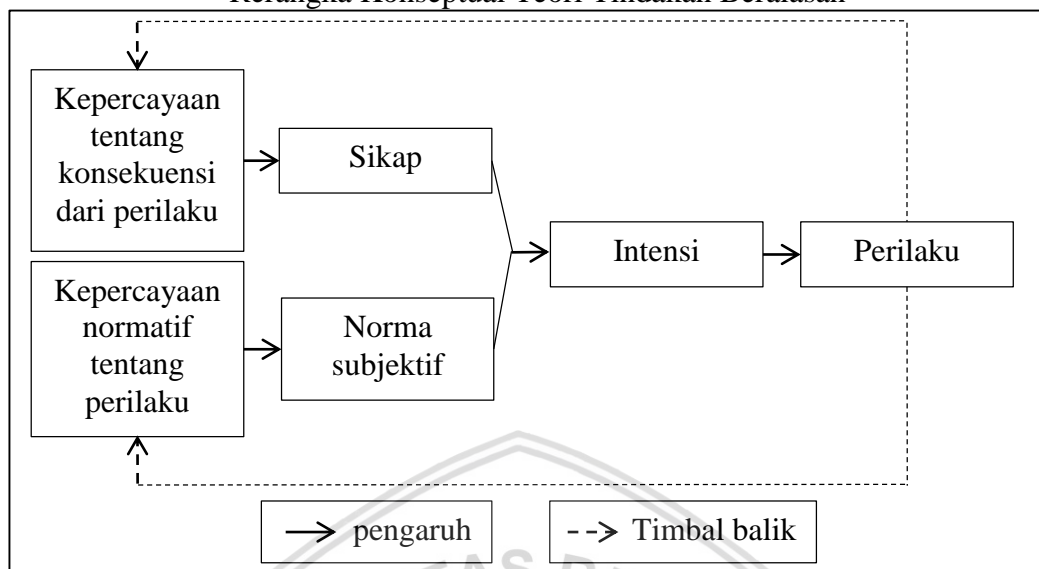 Kerangka Konseptual Teori Tindakan Beralasan
Kepercayaan
tentang
konsekuensi
dari perilaku
Sikap
Intensi
Perilaku
Kepercayaan
normatif
tentang
perilaku
Norma
subjektif
pengaruh
Timbal balik